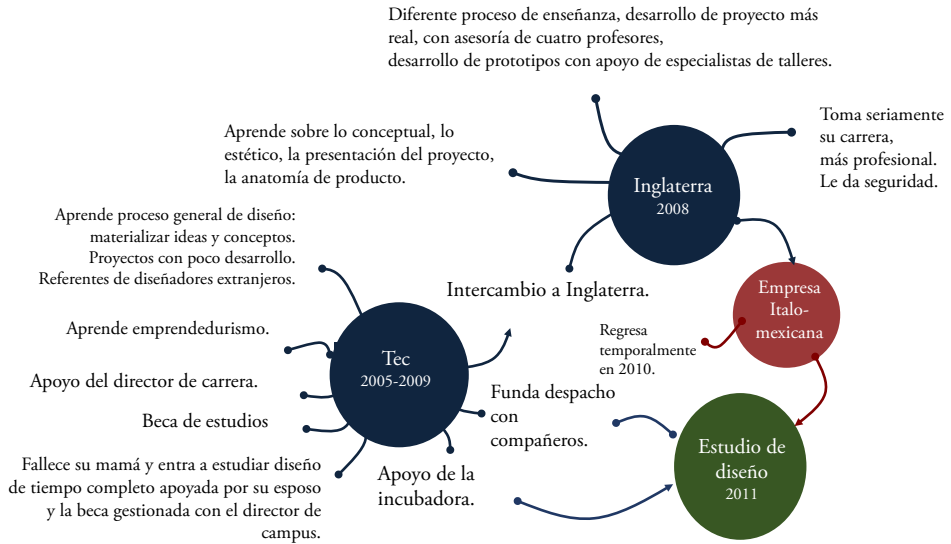 Diferente proceso de enseñanza, desarrollo de proyecto más
real, con asesoría de cuatro profesores,
desarrollo de prototipos con apoyo de especialistas de talleres.
Toma seriamente
su carrera,
más profesional.
Le da seguridad.
Aprende sobre lo conceptual, lo
estético, la presentación del proyecto,
la anatomía de producto.
Inglaterra
2008
Aprende proceso general de diseño:
materializar ideas y conceptos.
Proyectos con poco desarrollo.
Referentes de diseñadores extranjeros.
Intercambio a Inglaterra.
Empresa
Italo-
mexicana
Regresa
temporalmente
en 2010.
Aprende emprendedurismo.
Tec
2005-2009
Apoyo del director de carrera.
Beca de estudios
Funda despacho
con
compañeros.
Estudio de
diseño
2011
Fallece su mamá y entra a estudiar diseño
de tiempo completo apoyada por su esposo
y la beca gestionada con el director de
campus.
Apoyo de la
incubadora.